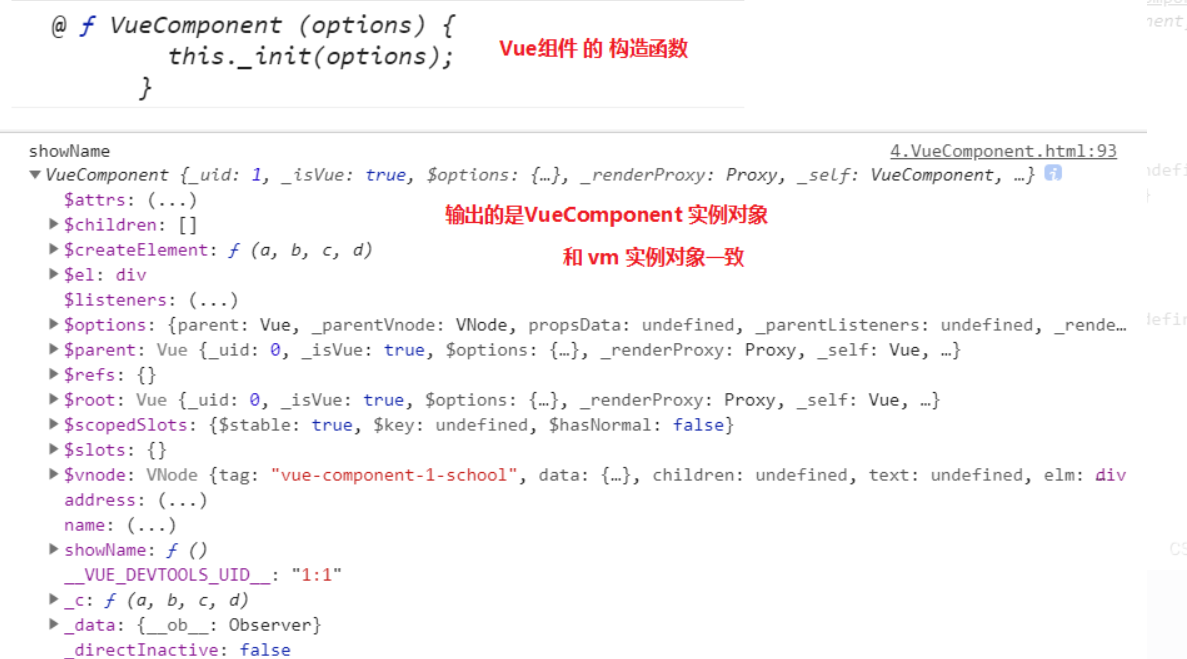 @ ƒ VueComponent (options) {
this._init(options);
}
Vue组件 的 构造函数
showName
4.VueComponent.html:93
▼VueComponent {_uid: 1, _isVue: true, $options: {…}, _renderProxy: Proxy, _self: VueComponent, …} i
$attrs: (...)
输出的是VueComponent 实例对象
▶$children: []
▶$createElement: ƒ (a, b, c, d)
和 vm 实例对象一致
▶$el: div
$listeners: (...)
▶$options: {parent: Vue, _parentVnode: VNode, propsData: undefined, _parentListeners: undefined, _rende…
▶$parent: Vue {_uid: 0, _isVue: true, $options: {…}, _renderProxy: Proxy, _self: Vue, …}
▶$refs: {}
▶$root: Vue {_uid: 0, _isVue: true, $options: {…}, _renderProxy: Proxy, _self: Vue, …}
▶$scopedSlots: {$stable: true, $key: undefined, $hasNormal: false}
▶$slots: {}
▶$vnode: VNode {tag: "vue-component-1-school", data: {…}, children: undefined, text: undefined, elm: div
address: (...)
name: (...)
▶showName: ƒ ()
__VUE_DEVTOOLS_UID__: "1:1"
▶_c: ƒ (a, b, c, d)
▶_data: {__ob__: Observer}
_directInactive: false